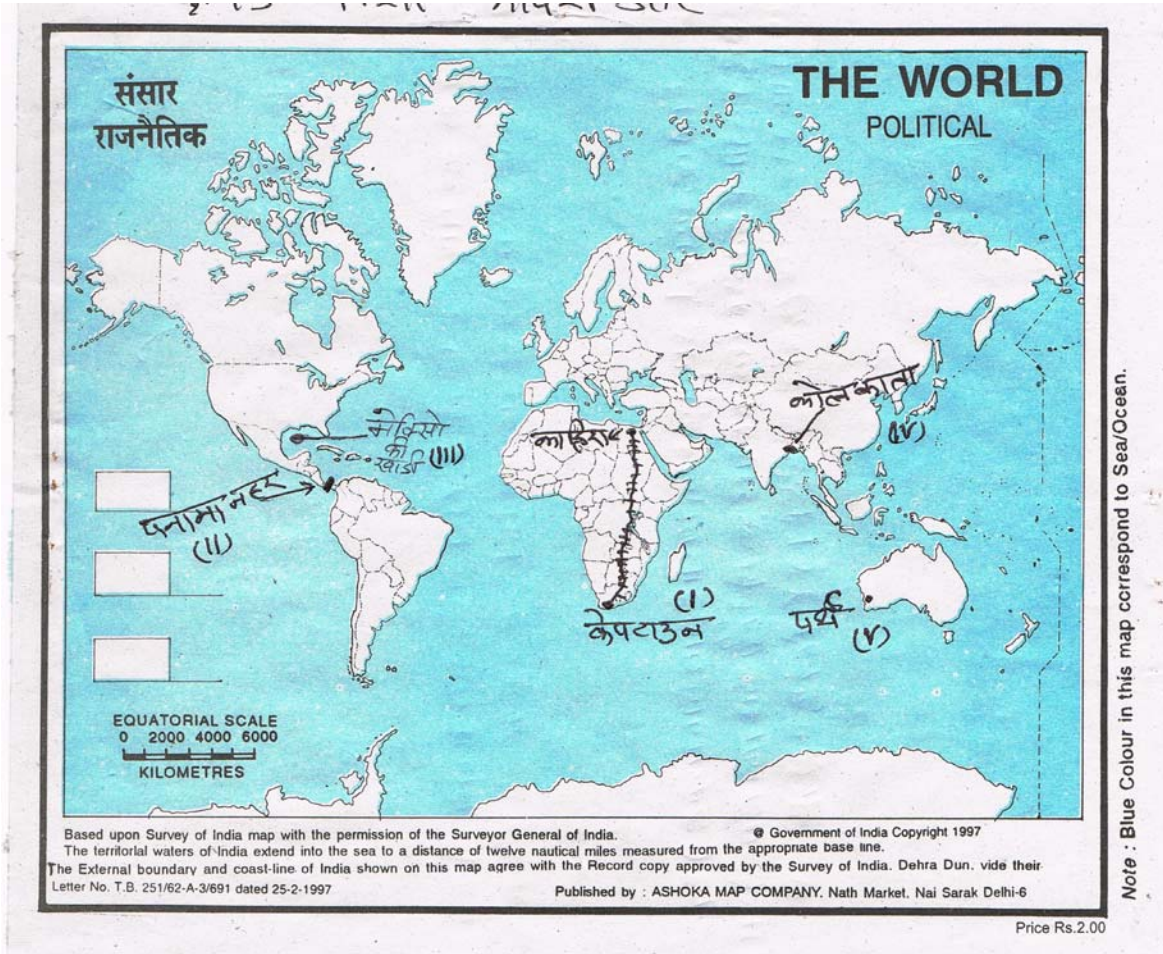 संसार
राजनैतिक
THE WORLD
POLITICAL
कोलकाता
(IV)
काहिरा
मेक्सिको
की
खाड़ी (III)
पनामा नहर
(II)
(I)
केपटाउन
पर्थ
(V)
EQUATORIAL SCALE
0 2000 4000 6000
KILOMETRES
Based upon Survey of India map with the permission of the Surveyor General of India.
@ Government of India Copyright 1997
The territorial waters of India extend into the sea to a distance of twelve nautical miles measured from the appropriate base line.
The External boundary and coast-line of India shown on this map agree with the Record copy approved by the Survey of India. Dehra Dun. vide their
Letter No. T.B. 251/62-A-3/691 dated 25-2-1997
Published by : ASHOKA MAP COMPANY. Nath Market. Nai Sarak Delhi-6
Price Rs.2.00
Note : Blue Colour in this map correspond to Sea/Ocean.